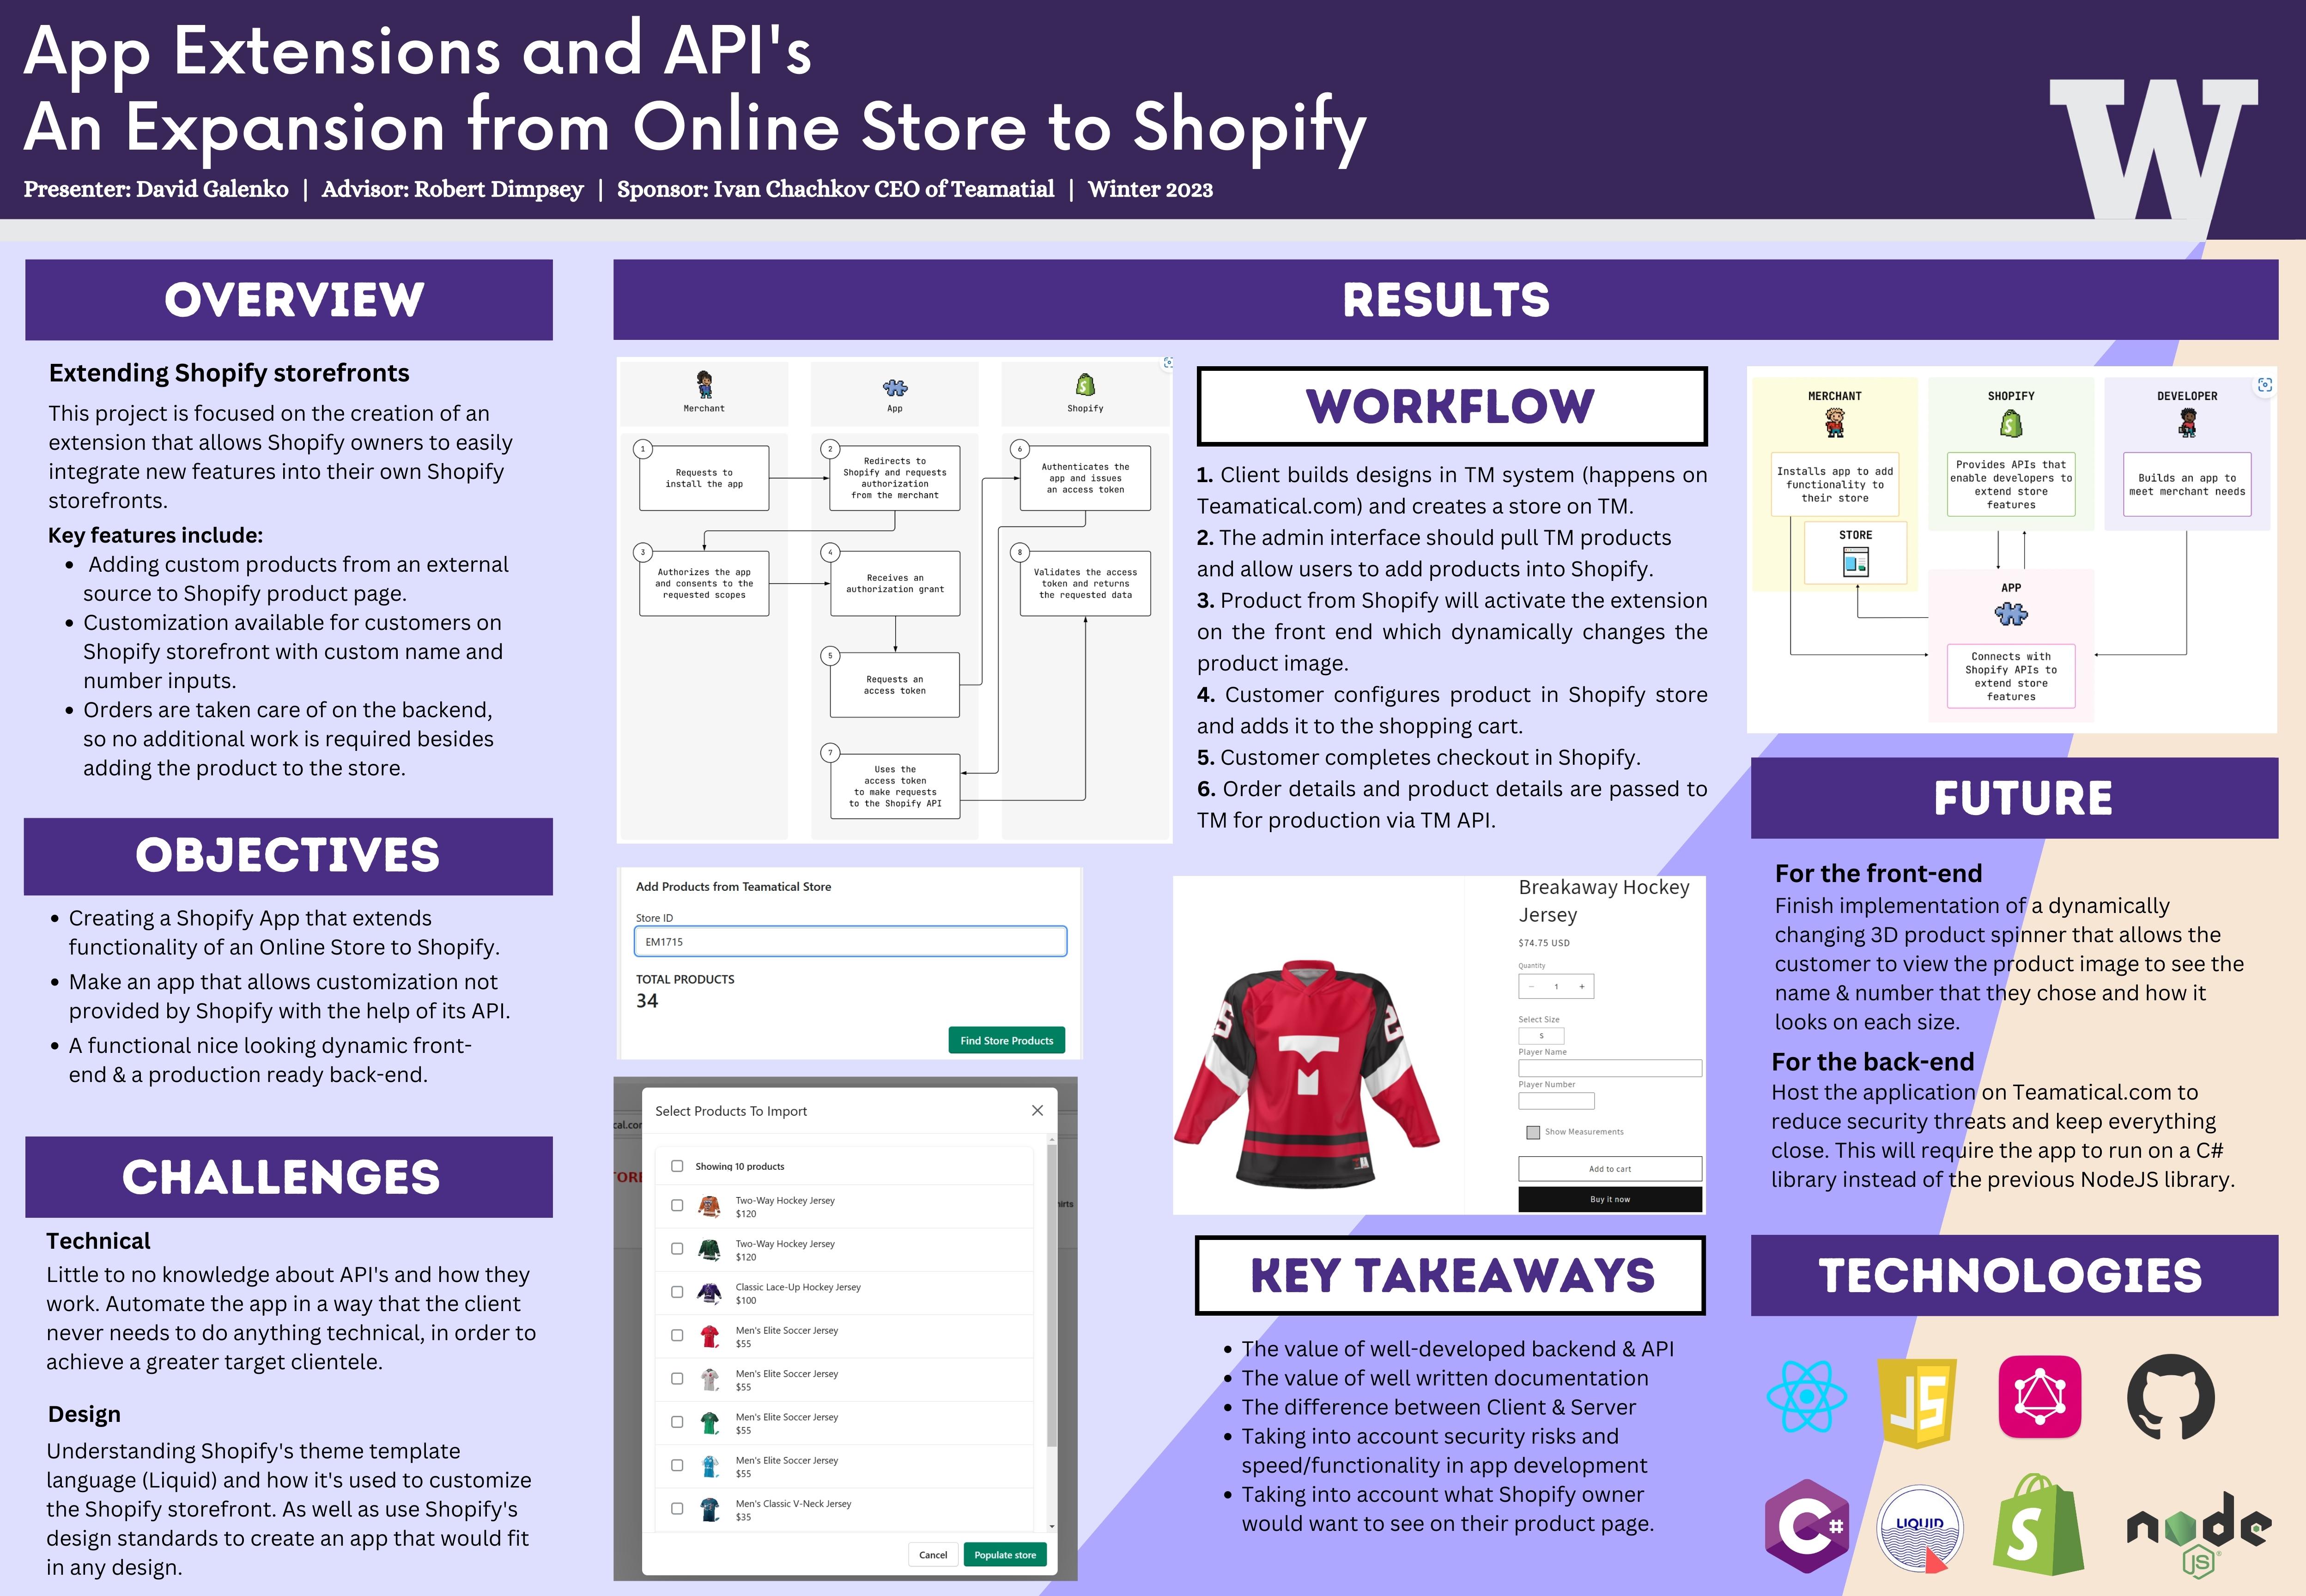 App Extensions and API's
An Expansion from Online Store to Shopify
Presenter: David Galenko | Advisor: Robert Dimpsey | Sponsor: Ivan Chachkov CEO of Teamatial | Winter 2023
W
OVERVIEW
Extending Shopify storefronts
This project is focused on the creation of an
extension that allows Shopify owners to easily
integrate new features into their own Shopify
storefronts.
Key features include:
• Adding custom products from an external
source to Shopify product page.
• Customization available for customers on
Shopify storefront with custom name and
number inputs.
• Orders are taken care of on the backend,
so no additional work is required besides
adding the product to the store.
OBJECTIVES
• Creating a Shopify App that extends
functionality of an Online Store to Shopify.
• Make an app that allows customization not
provided by Shopify with the help of its API.
• A functional nice looking dynamic front-
end & a production ready back-end.
CHALLENGES
Technical
Little to no knowledge about API's and how they
work. Automate the app in a way that the client
never needs to do anything technical, in order to
achieve a greater target clientele.
Design
Understanding Shopify's theme template
language (Liquid) and how it's used to customize
the Shopify storefront. As well as use Shopify's
design standards to create an app that would fit
in any design.
RESULTS
Merchant
App
Shopify
1
Requests to
install the app
2
Redirects to
Shopify and requests
authorization
from the merchant
6
Authenticates the
app and issues
an access token
3
Authorizes the app
and consents to the
requested scopes
4
Receives an
authorization grant
8
Validates the access
token and returns
the requested data
5
Requests an
access token
7
Uses the
access token
to make requests
to the Shopify API
Add Products from Teamatical Store
Store ID
EM1715
TOTAL PRODUCTS
34
Find Store Products
cal.cor
TORE
hirts
Select Products To Import
Showing 10 products
Two-Way Hockey Jersey
$120
Two-Way Hockey Jersey
$120
Classic Lace-Up Hockey Jersey
$100
Men's Elite Soccer Jersey
$55
Men's Elite Soccer Jersey
$55
Men's Elite Soccer Jersey
$55
Men's Elite Soccer Jersey
$55
Men's Classic V-Neck Jersey
$35
Cancel
Populate store
WORKFLOW
1. Client builds designs in TM system (happens on
Teamatical.com) and creates a store on TM.
2. The admin interface should pull TM products
and allow users to add products into Shopify.
3. Product from Shopify will activate the extension
on the front end which dynamically changes the
product image.
4. Customer configures product in Shopify store
and adds it to the shopping cart.
5. Customer completes checkout in Shopify.
6. Order details and product details are passed to
TM for production via TM API.
Breakaway Hockey
Jersey
$74.75 USD
Quantity
− 1 +
Select Size
S
Player Name
Player Number
Show Measurements
Add to cart
Buy it now
KEY TAKEAWAYS
• The value of well-developed backend & API
• The value of well written documentation
• The difference between Client & Server
• Taking into account security risks and
speed/functionality in app development
• Taking into account what Shopify owner
would want to see on their product page.
MERCHANT
Installs app to add
functionality to
their store
STORE
SHOPIFY
Provides APIs that
enable developers to
extend store
features
DEVELOPER
Builds an app to
meet merchant needs
APP
Connects with
Shopify APIs to
extend store
features
FUTURE
For the front-end
Finish implementation of a dynamically
changing 3D product spinner that allows the
customer to view the product image to see the
name & number that they chose and how it
looks on each size.
For the back-end
Host the application on Teamatical.com to
reduce security threats and keep everything
close. This will require the app to run on a C#
library instead of the previous NodeJS library.
TECHNOLOGIES
JS
C#
LIQUID
S
node
JS